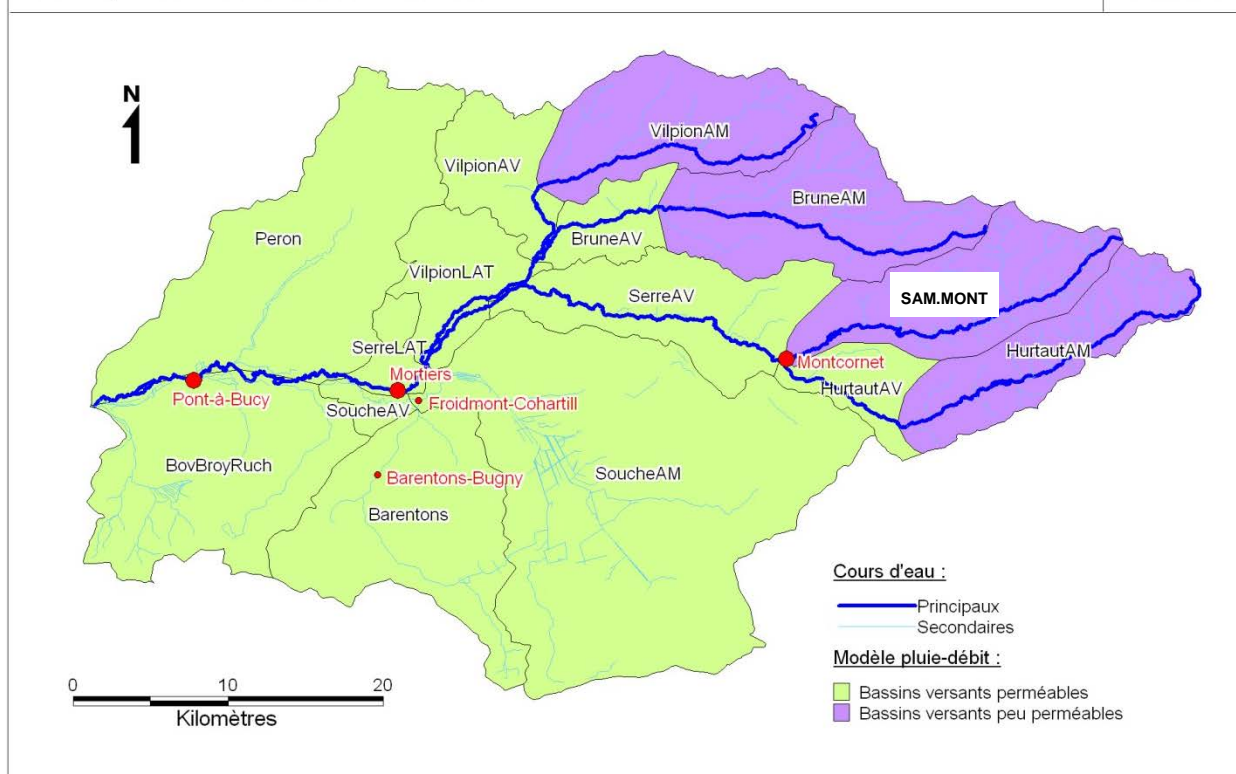 N
VilpionAM
VilpionAV
BruneAM
Peron
BruneAV
VilpionLAT
SerreAV
SAM.MONT
SerreLAT
HurtautAM
Montcornet
Mortiers
HurtautAV
Pont-à-Bucy
Froidmont-Cohartill
SoucheAV
BovBroyRuch
SoucheAM
Barentons-Bugny
Barentons
Cours d'eau :
Principaux
Secondaires
Modèle pluie-débit :
0 10 20
Bassins versants perméables
Kilomètres
Bassins versants peu perméables